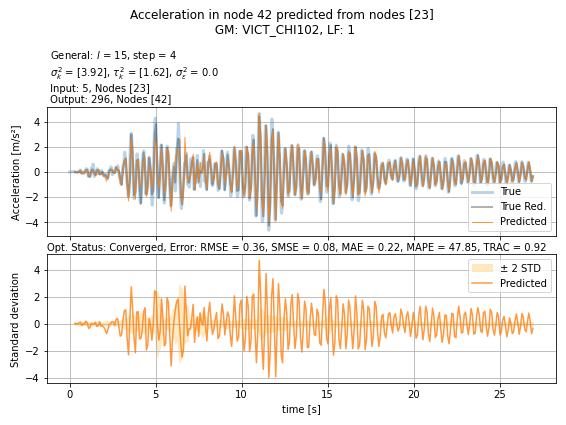 Acceleration in node 42 predicted from nodes [23]
GM: VICT_CHI102, LF: 1
General: l = 15, step = 4
σ_k² = [3.92], τ_k² = [1.62], σ_ε² = 0.0
Input: 5, Nodes [23]
Output: 296, Nodes [42]
Acceleration [m/s²]
4
2
0
−2
−4
True
True Red.
Predicted
Opt. Status: Converged, Error: RMSE = 0.36, SMSE = 0.08, MAE = 0.22, MAPE = 47.85, TRAC = 0.92
Standard deviation
4
2
0
−2
−4
± 2 STD
Predicted
0 5 10 15 20 25
time [s]